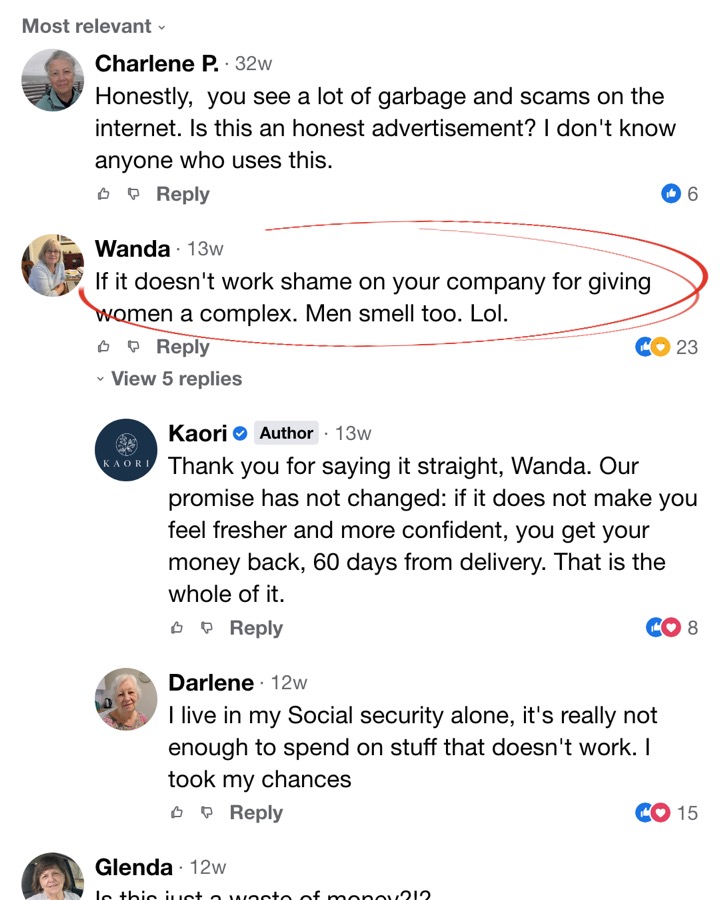 Most relevant
Charlene P. · 32w
Honestly,  you see a lot of garbage and scams on the
internet. Is this an honest advertisement? I don't know
anyone who uses this.
Reply
6
Wanda · 13w
If it doesn't work shame on your company for giving
women a complex. Men smell too. Lol.
Reply
23
View 5 replies
KAORI
Kaori Author · 13w
Thank you for saying it straight, Wanda. Our
promise has not changed: if it does not make you
feel fresher and more confident, you get your
money back, 60 days from delivery. That is the
whole of it.
Reply
8
Darlene · 12w
I live in my Social security alone, it's really not
enough to spend on stuff that doesn't work. I
took my chances
Reply
15
Glenda · 12w
Is this just a waste of money?!?